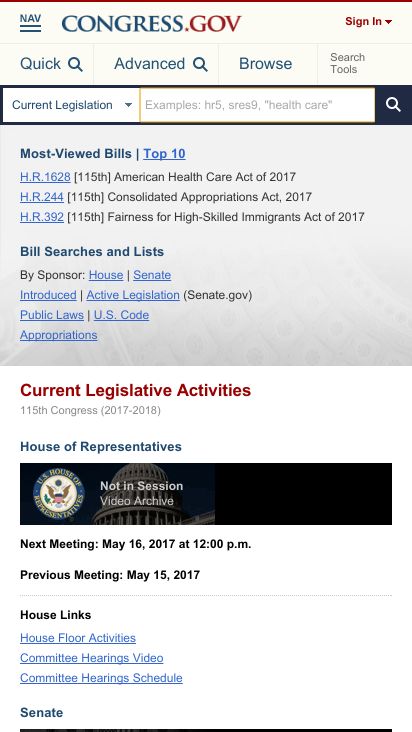 NAV
CONGRESS.GOV
Sign In
Quick
Advanced
Browse
Search Tools
Current Legislation
Examples: hr5, sres9, "health care"
Most-Viewed Bills | Top 10
H.R.1628 [115th] American Health Care Act of 2017
H.R.244 [115th] Consolidated Appropriations Act, 2017
H.R.392 [115th] Fairness for High-Skilled Immigrants Act of 2017
Bill Searches and Lists
By Sponsor: House | Senate
Introduced | Active Legislation (Senate.gov)
Public Laws | U.S. Code
Appropriations
Current Legislative Activities
115th Congress (2017-2018)
House of Representatives
U.S. HOUSE OF REPRESENTATIVES
Not in Session
Video Archive
Next Meeting: May 16, 2017 at 12:00 p.m.
Previous Meeting: May 15, 2017
House Links
House Floor Activities
Committee Hearings Video
Committee Hearings Schedule
Senate